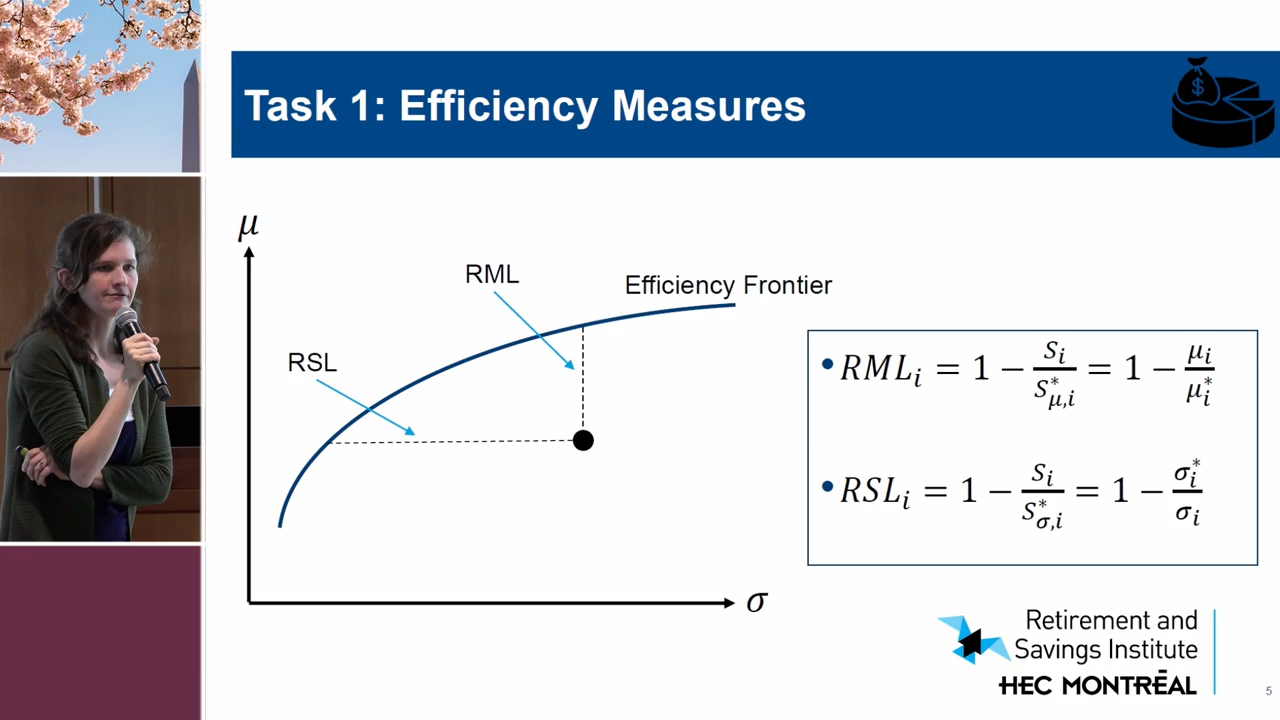 Task 1: Efficiency Measures
$
μ
RML
Efficiency Frontier
RSL
σ
• RML_i = 1 − S_i / S*_{μ,i} = 1 − μ_i / μ*_i
• RSL_i = 1 − S_i / S*_{σ,i} = 1 − σ*_i / σ_i
Retirement and
Savings Institute
HEC MONTRĒAL
5